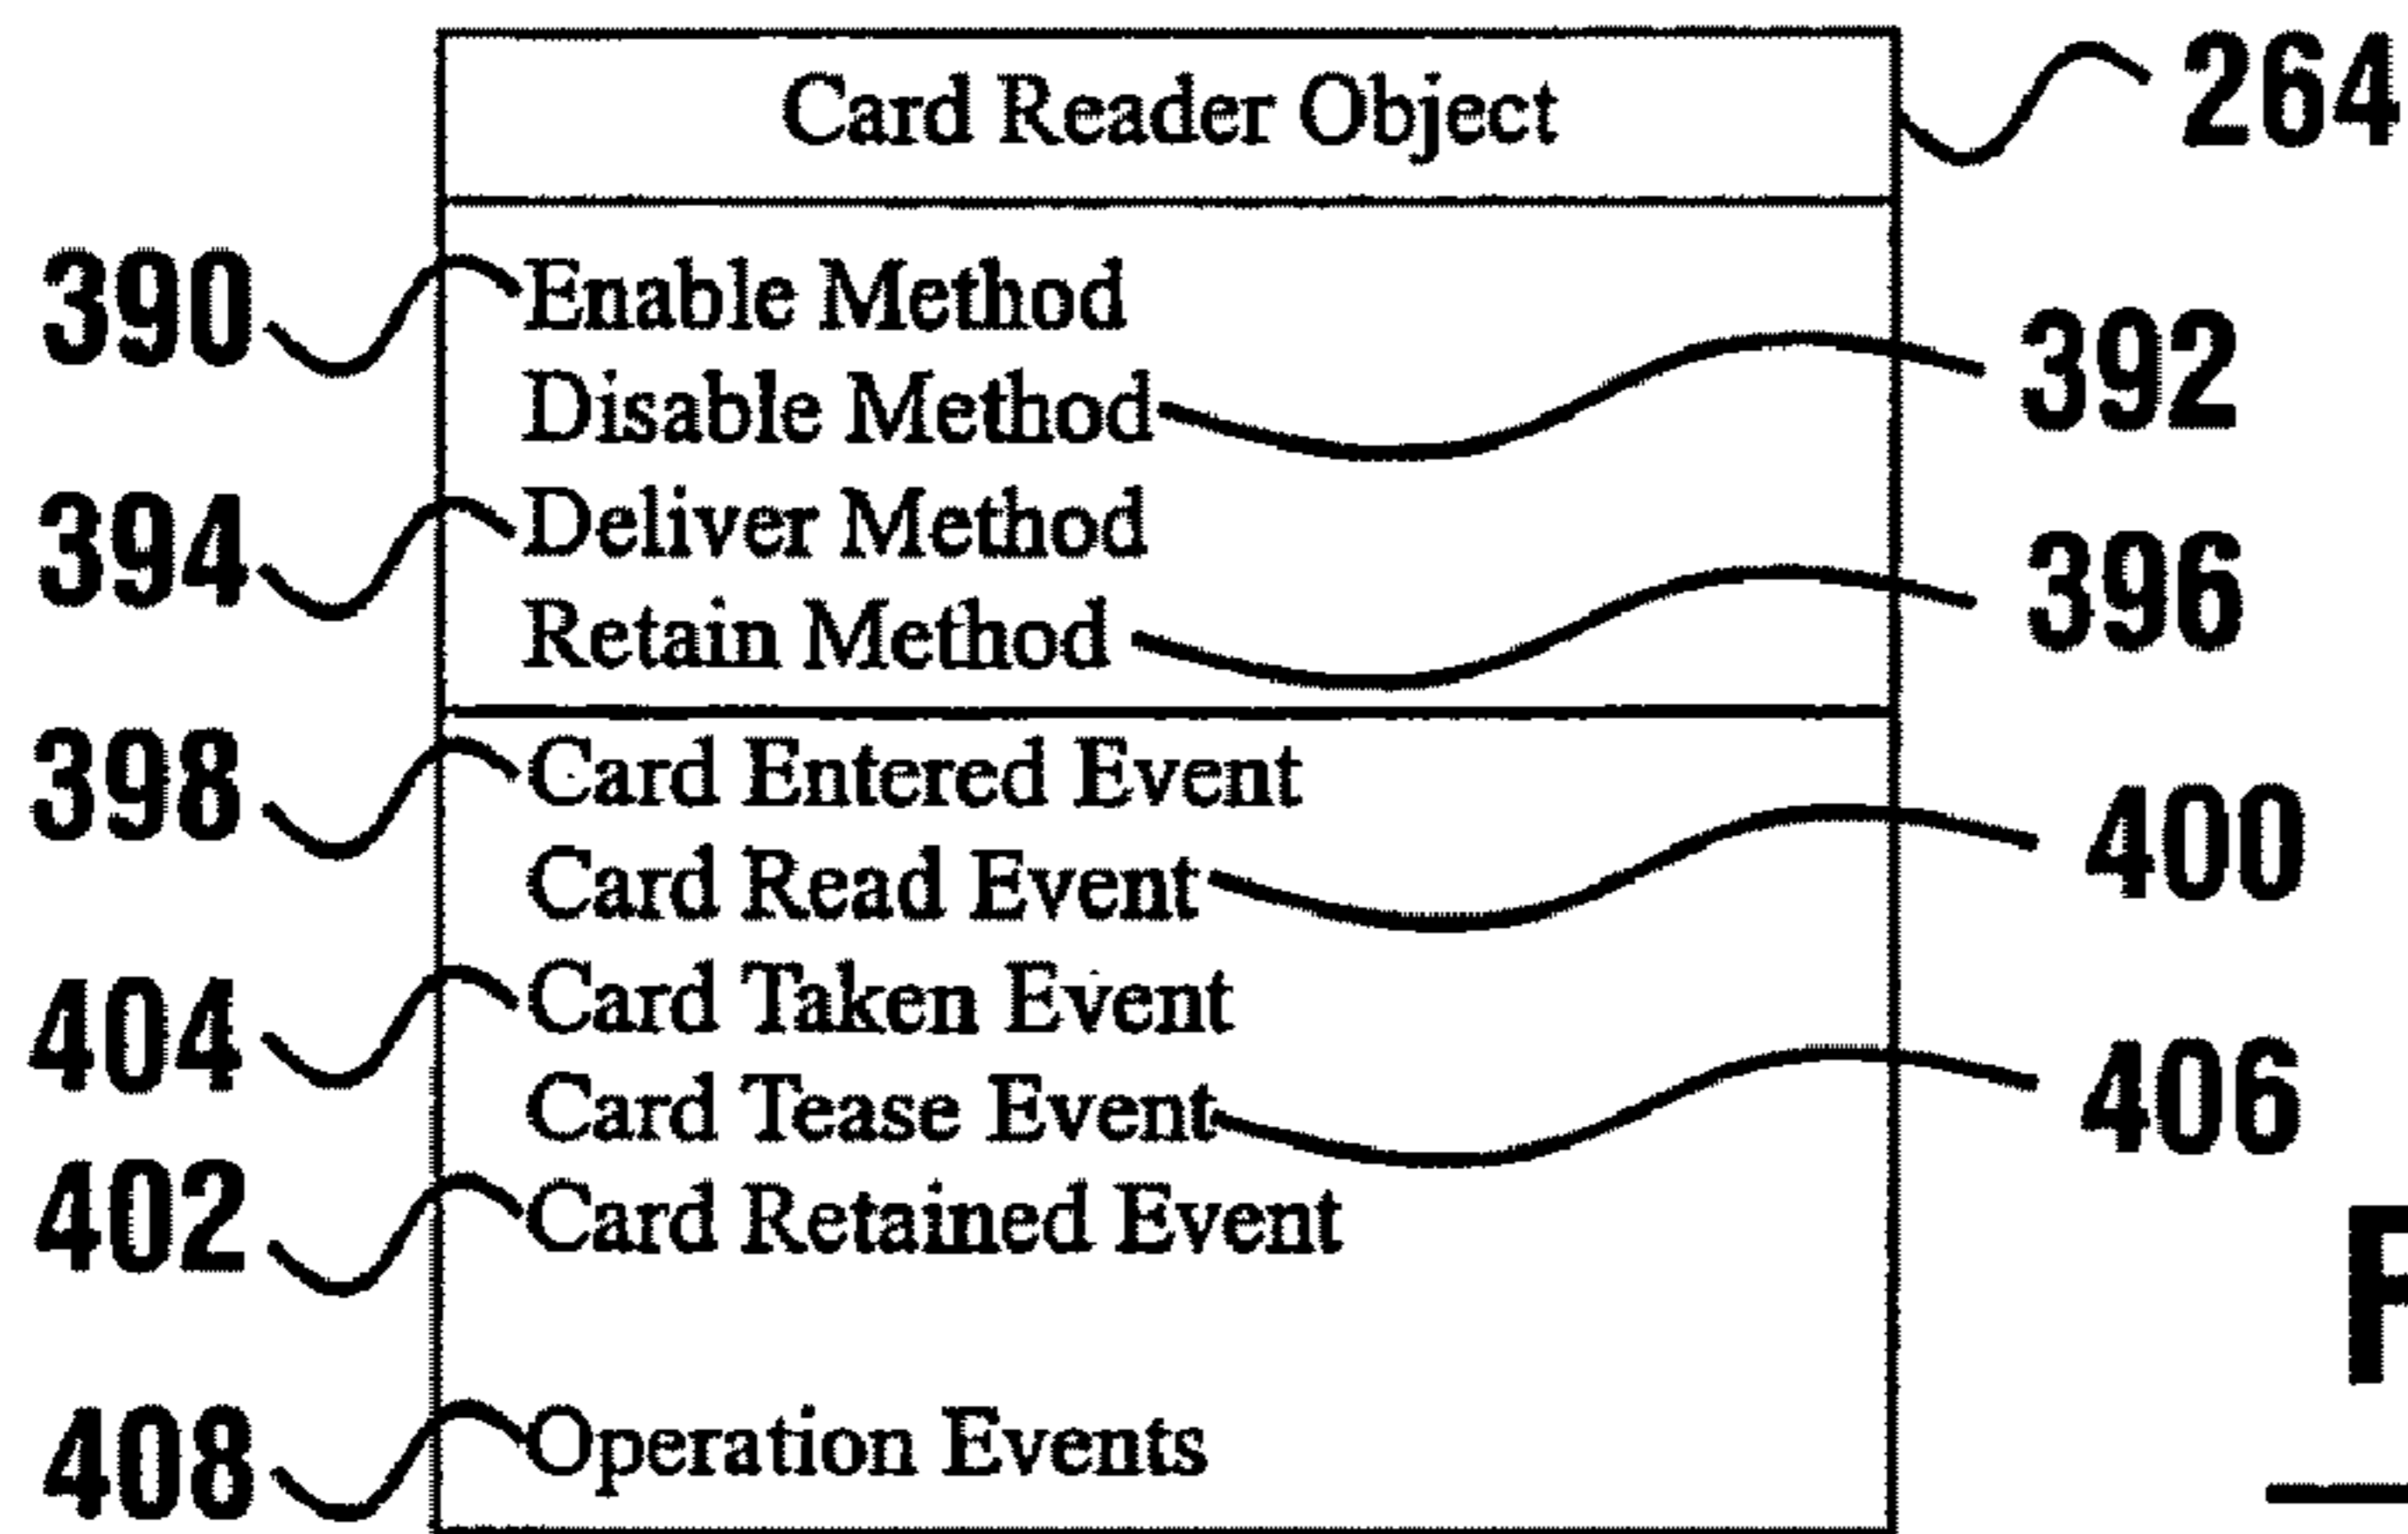 Card Reader Object 264
390 Enable Method
Disable Method 392
394 Deliver Method
Retain Method 396
398 Card Entered Event
Card Read Event 400
404 Card Taken Event
Card Tease Event 406
402 Card Retained Event
408 Operation Events